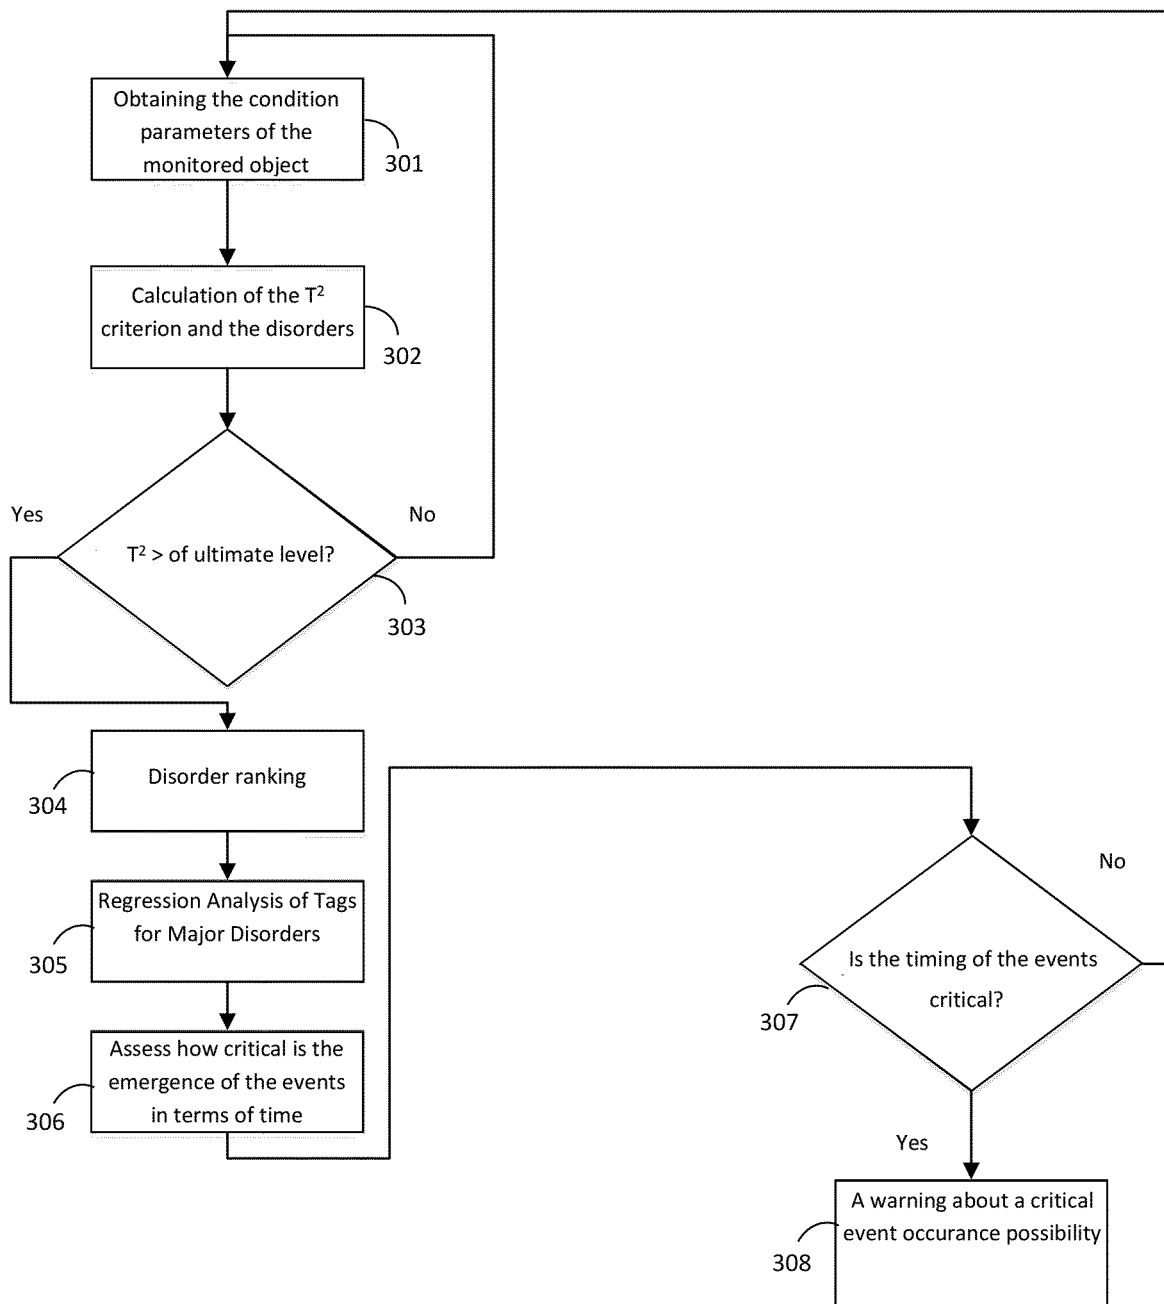 Obtaining the condition
parameters of the
monitored object
301
Calculation of the T²
criterion and the disorders
302
Yes
No
T² > of ultimate level?
303
Disorder ranking
304
Regression Analysis of Tags
for Major Disorders
305
Assess how critical is the
emergence of the events
in terms of time
306
No
Is the timing of the events
critical?
307
Yes
A warning about a critical
event occurance possibility
308